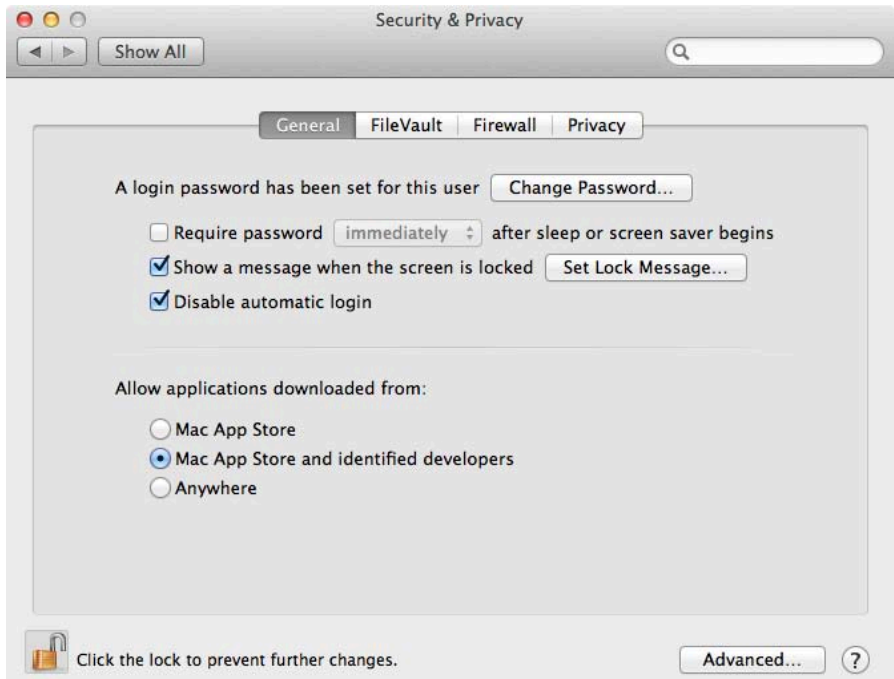 Security & Privacy
Show All
General FileVault Firewall Privacy
A login password has been set for this user Change Password...
Require password immediately after sleep or screen saver begins
Show a message when the screen is locked Set Lock Message...
Disable automatic login
Allow applications downloaded from:
Mac App Store
Mac App Store and identified developers
Anywhere
Click the lock to prevent further changes. Advanced... ?